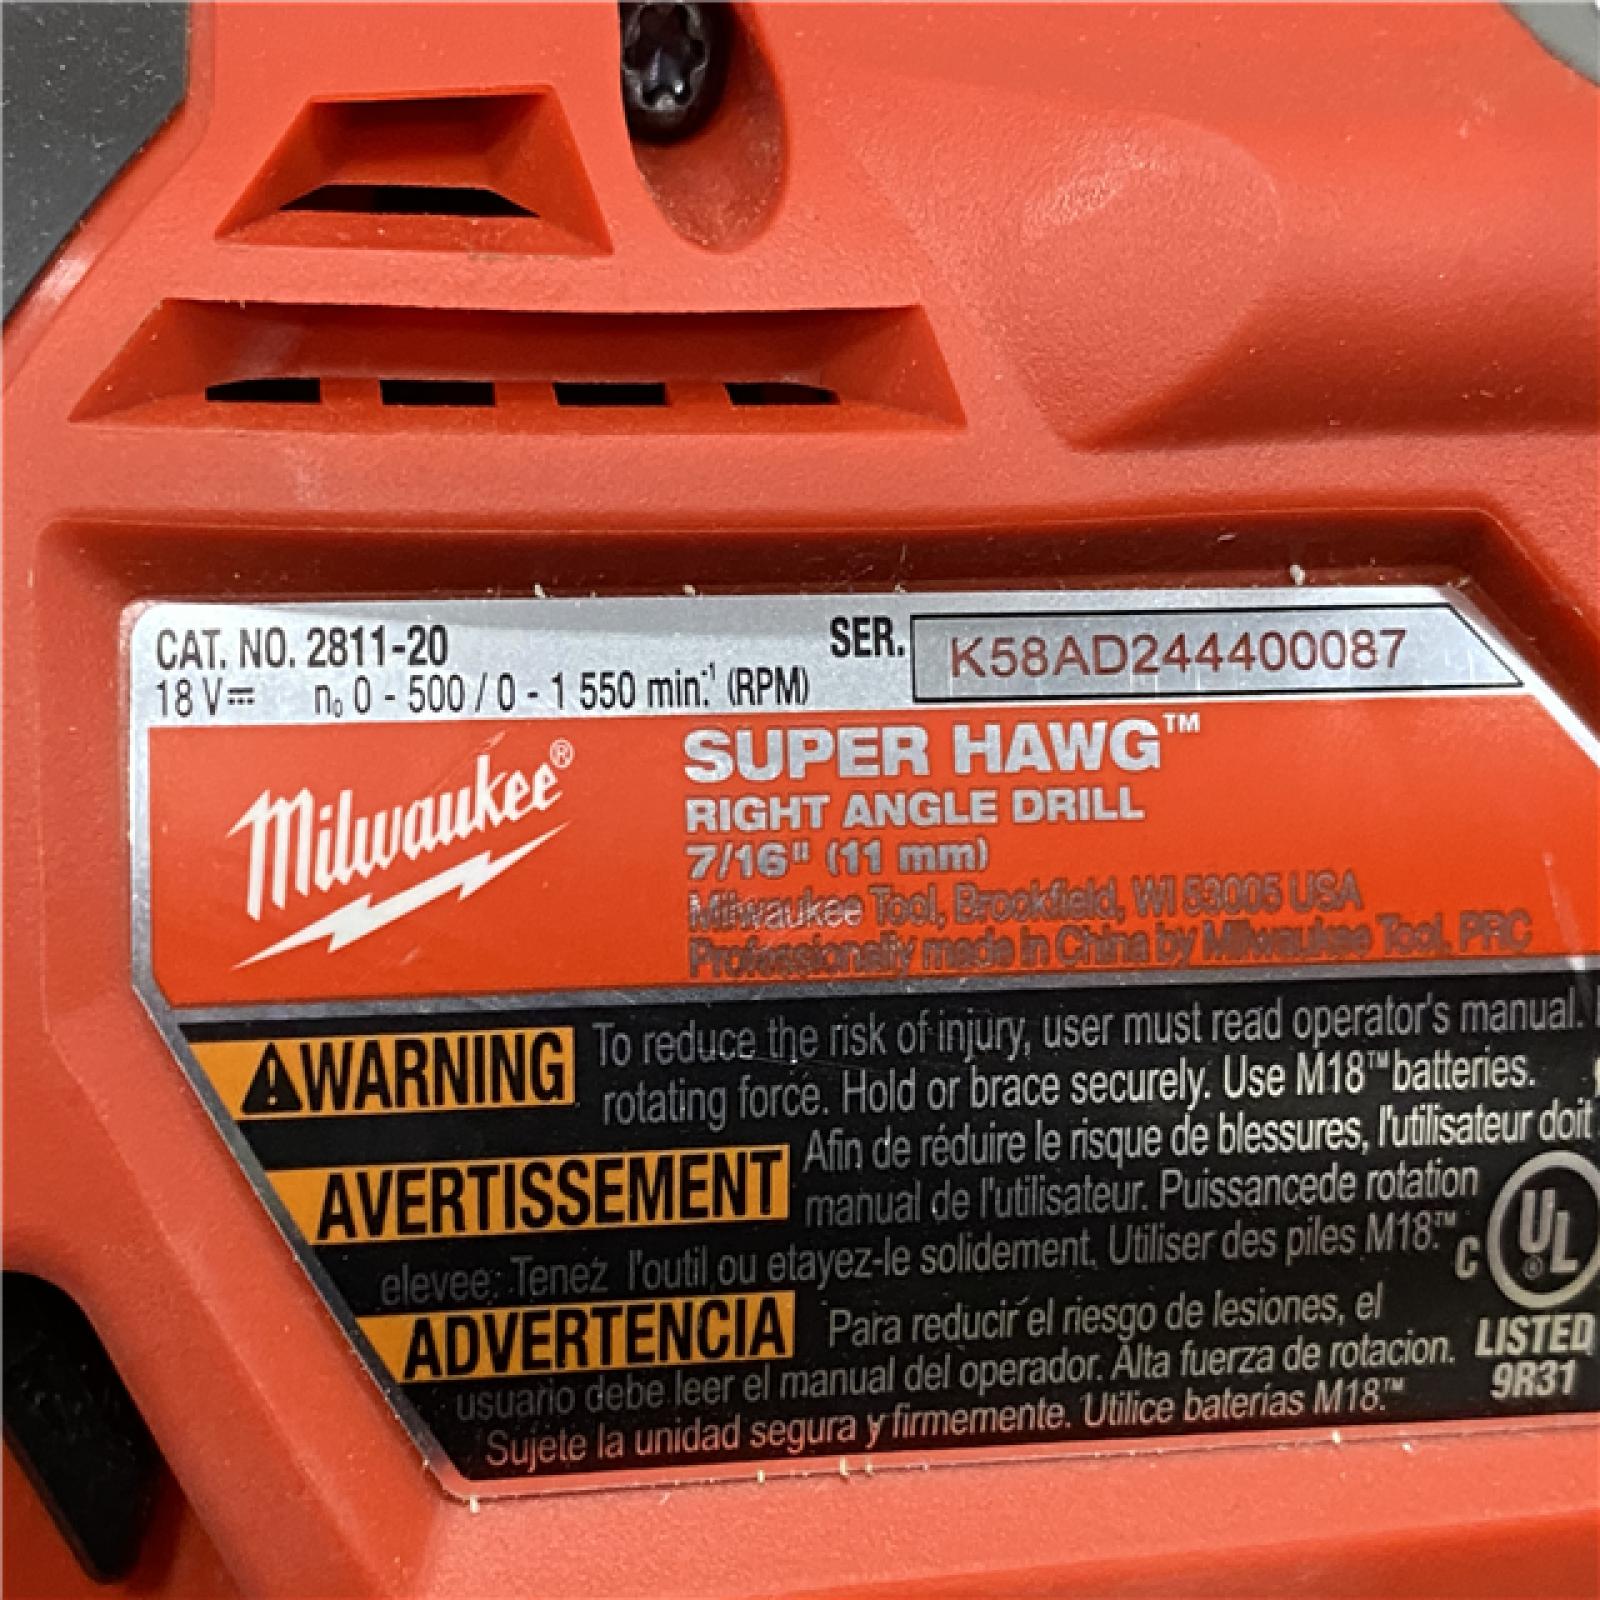 CAT. NO. 2811-20
18 V⎓ n₀ 0 - 500 / 0 - 1 550 min.⁻¹ (RPM)
SER. K58AD244400087
Milwaukee®
SUPER HAWG™
RIGHT ANGLE DRILL
7/16" (11 mm)
Milwaukee Tool, Brookfield, WI 53005 USA
Professionally made in China by Milwaukee Tool, PRC
WARNING To reduce the risk of injury, user must read operator's manual.
rotating force. Hold or brace securely. Use M18™ batteries.
AVERTISSEMENT Afin de réduire le risque de blessures, l'utilisateur doit
manual de l'utilisateur. Puissancede rotation
elevee: Tenez l'outil ou etayez-le solidement. Utiliser des piles M18.™
ADVERTENCIA Para reducir el riesgo de lesiones, el
usuario debe leer el manual del operador. Alta fuerza de rotacion.
Sujete la unidad segura y firmemente. Utilice baterías M18.™
C UL ®
LISTED
9R31